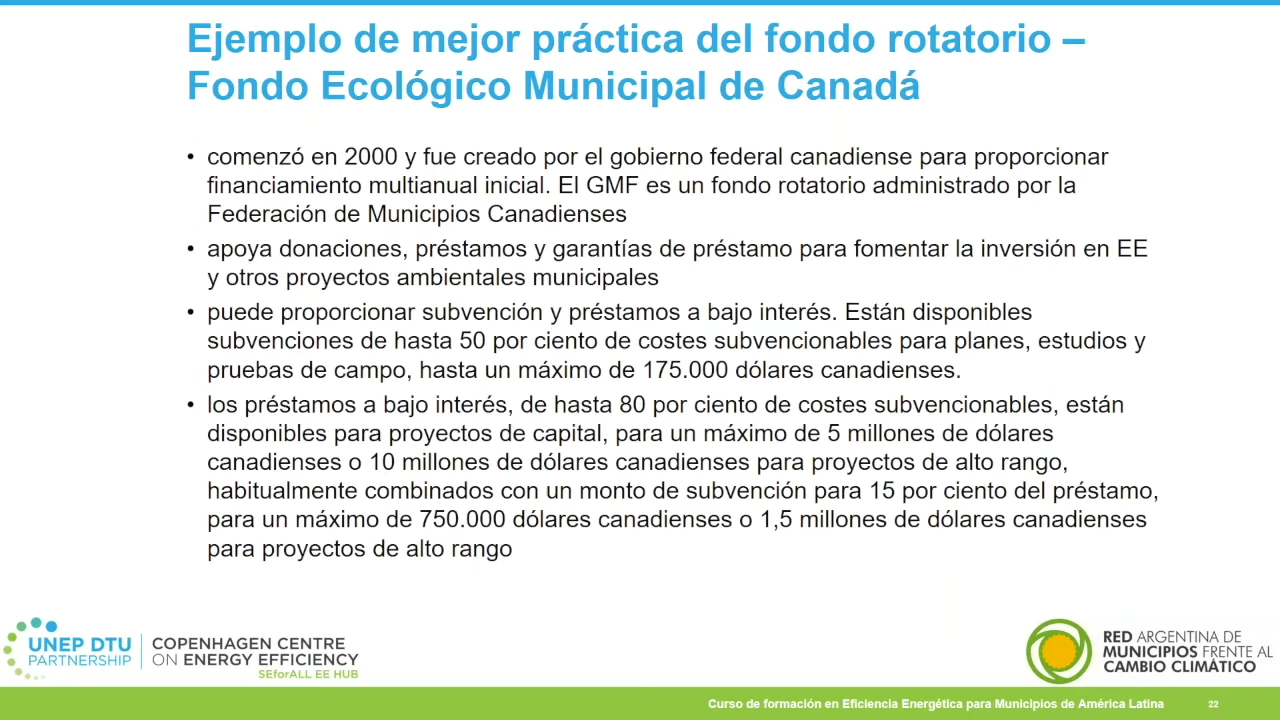 Ejemplo de mejor práctica del fondo rotatorio –
Fondo Ecológico Municipal de Canadá
• comenzó en 2000 y fue creado por el gobierno federal canadiense para proporcionar
financiamiento multianual inicial. El GMF es un fondo rotatorio administrado por la
Federación de Municipios Canadienses
• apoya donaciones, préstamos y garantías de préstamo para fomentar la inversión en EE
y otros proyectos ambientales municipales
• puede proporcionar subvención y préstamos a bajo interés. Están disponibles
subvenciones de hasta 50 por ciento de costes subvencionables para planes, estudios y
pruebas de campo, hasta un máximo de 175.000 dólares canadienses.
• los préstamos a bajo interés, de hasta 80 por ciento de costes subvencionables, están
disponibles para proyectos de capital, para un máximo de 5 millones de dólares
canadienses o 10 millones de dólares canadienses para proyectos de alto rango,
habitualmente combinados con un monto de subvención para 15 por ciento del préstamo,
para un máximo de 750.000 dólares canadienses o 1,5 millones de dólares canadienses
para proyectos de alto rango
UNEP DTU
PARTNERSHIP
COPENHAGEN CENTRE
ON ENERGY EFFICIENCY
SEforALL EE HUB
RED ARGENTINA DE
MUNICIPIOS FRENTE AL
CAMBIO CLIMÁTICO
Curso de formación en Eficiencia Energética para Municipios de América Latina
22